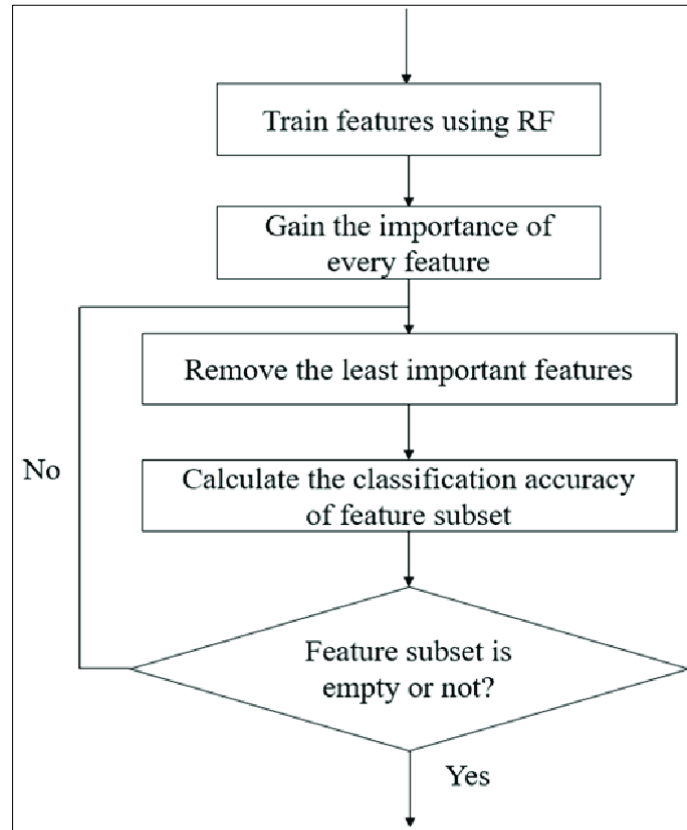 Train features using RF
Gain the importance of
every feature
Remove the least important features
No
Calculate the classification accuracy
of feature subset
Feature subset is
empty or not?
Yes